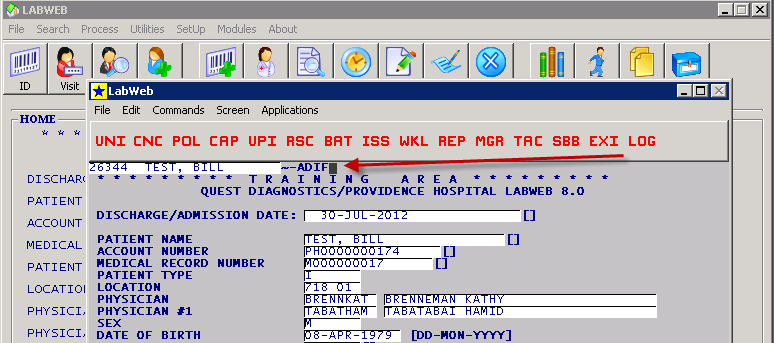 LABWEB
File Search Process Utilities SetUp Modules About
ID Visit
LabWeb
File Edit Commands Screen Applications
UNI CNC POL CAP UPI RSC BAT ISS WKL REP MGR TAC SBB EXI LOG
HOME
26344 TEST, BILL ~~ADIF
* * * * * * * * * T R A I N I N G A R E A * * * * * * * * *
QUEST DIAGNOSTICS/PROVIDENCE HOSPITAL LABWEB 8.0
DISCHARGE/ADMISSION DATE: 30-JUL-2012 []
PATIENT NAME TEST, BILL []
ACCOUNT NUMBER PH0000000174 []
MEDICAL RECORD NUMBER M000000017 []
PATIENT TYPE I
LOCATION 718 01
PHYSICIAN BRENNKAT BRENNEMAN KATHY
PHYSICIAN #1 TABATHAM TABATABAI HAMID
SEX M
DATE OF BIRTH 08-APR-1979 [DD-MON-YYYY]
* * *
DISCHARG
PATIENT
ACCOUNT
MEDICAL
PATIENT
LOCATIO
PHYSICI
PHYSICI